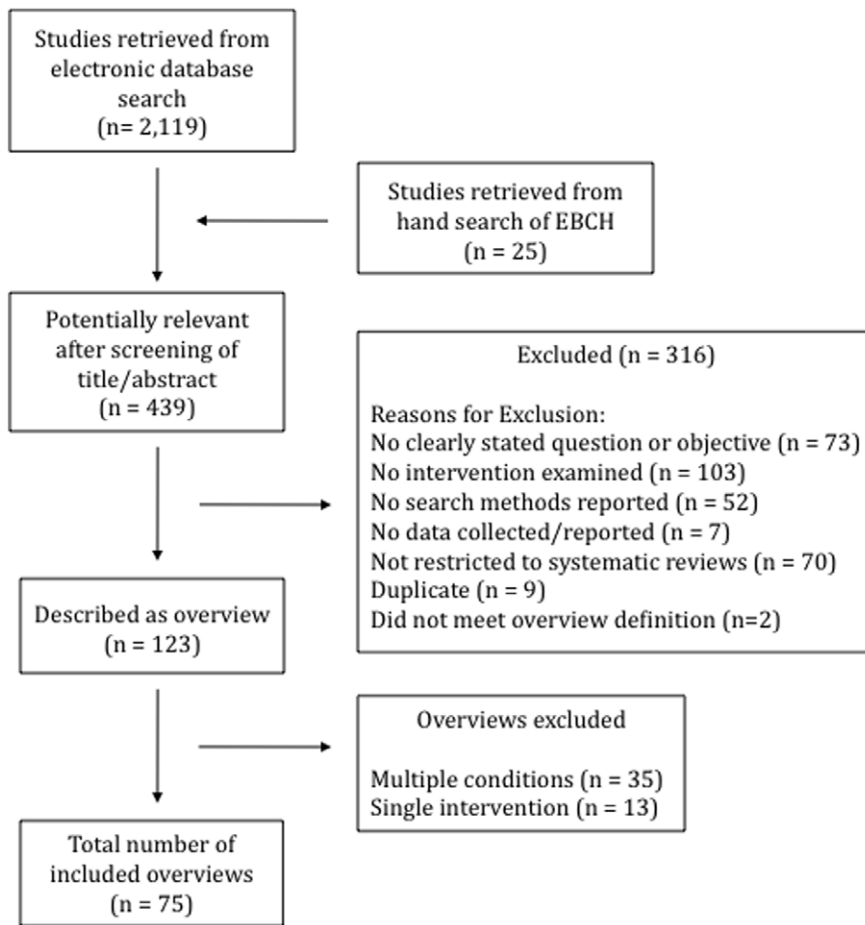 Studies retrieved from
electronic database
search
(n= 2,119)
Studies retrieved from
hand search of EBCH
(n = 25)
Potentially relevant
after screening of
title/abstract
(n = 439)
Excluded (n = 316)
Reasons for Exclusion:
No clearly stated question or objective (n = 73)
No intervention examined (n = 103)
No search methods reported (n = 52)
No data collected/reported (n = 7)
Not restricted to systematic reviews (n = 70)
Duplicate (n = 9)
Did not meet overview definition (n=2)
Described as overview
(n = 123)
Overviews excluded
Multiple conditions (n = 35)
Single intervention (n = 13)
Total number of
included overviews
(n = 75)